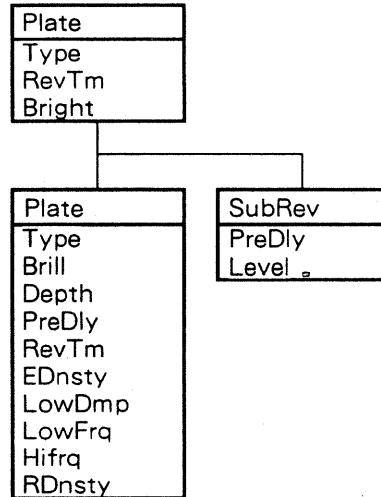 Plate
Type
RevTm
Bright
Plate
Type
Brill
Depth
PreDly
RevTm
EDnsty
LowDmp
LowFrq
Hifrq
RDnsty
SubRev
PreDly
Level